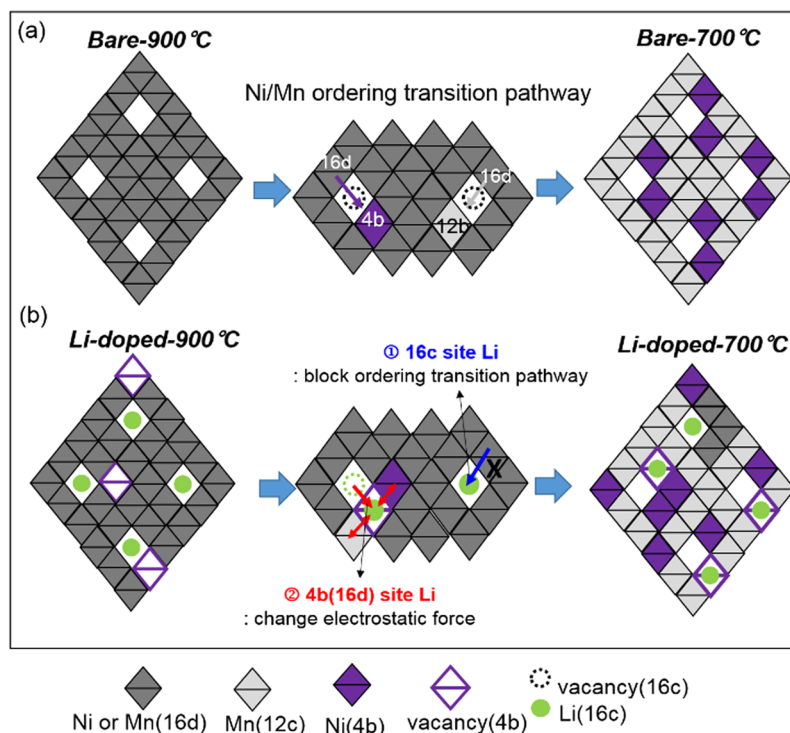 (a)
Bare-900℃
Bare-700℃
Ni/Mn ordering transition pathway
16d
4b
16d
12b
(b)
Li-doped-900℃
Li-doped-700℃
① 16c site Li
: block ordering transition pathway
X
② 4b(16d) site Li
: change electrostatic force
Ni or Mn(16d)
Mn(12c)
Ni(4b)
vacancy(4b)
vacancy(16c)
Li(16c)